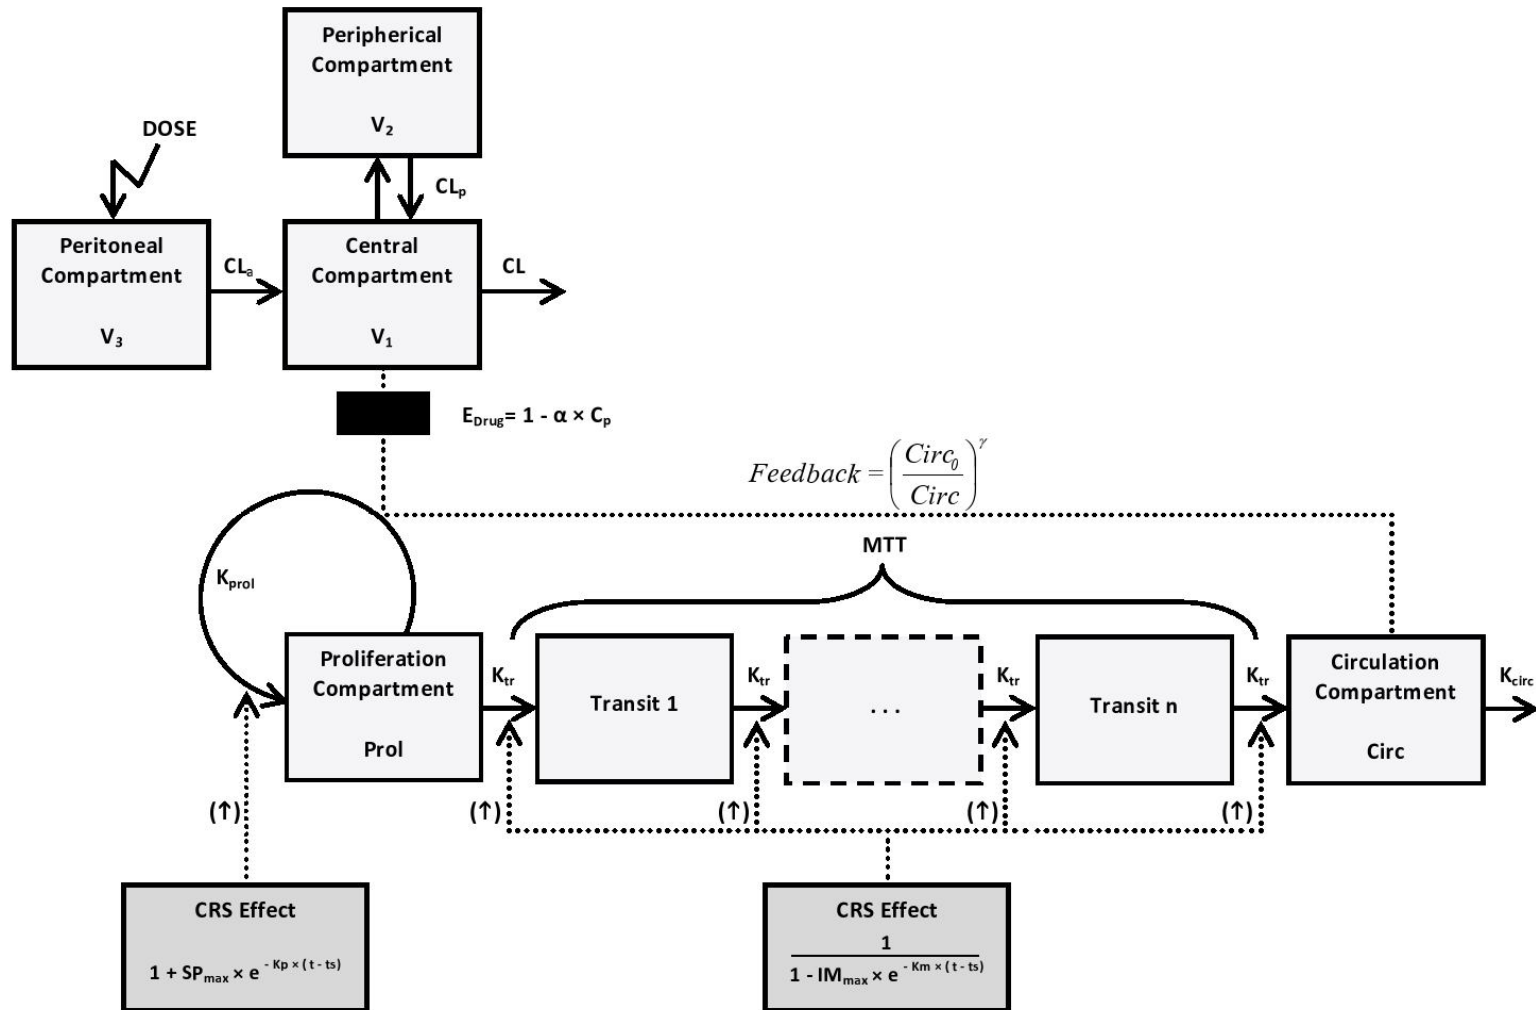 Peripherical
Compartment
V₂
DOSE
CLₚ
Peritoneal
Compartment
V₃
CLₐ
Central
Compartment
V₁
CL
E_Drug= 1 - α × Cₚ
Feedback = (Circ₀ / Circ)^γ
MTT
K_prol
Proliferation
Compartment
Prol
K_tr
Transit 1
K_tr
...
K_tr
Transit n
K_tr
Circulation
Compartment
Circ
K_circ
(↑)
(↑)
(↑)
(↑)
(↑)
CRS Effect
1 + SP_max × e^(- Kp × ( t - ts))
CRS Effect
1
1 - IM_max × e^(- Km × ( t - ts))